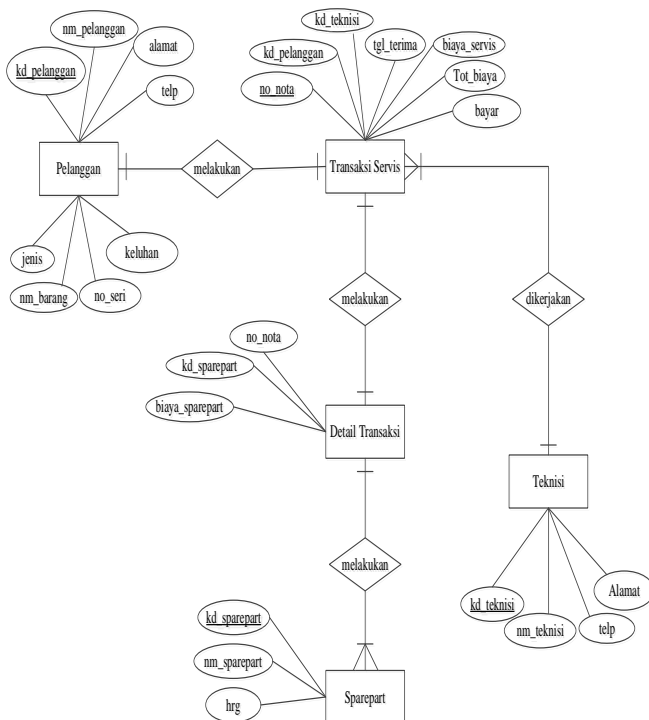 kd_teknisi
nm_pelanggan
tgl_terima
biaya_servis
alamat
kd_pelanggan
kd_pelanggan
Tot_biaya
telp
no_nota
bayar
Pelanggan
melakukan
Transaksi Servis
keluhan
jenis
nm_barang
no_seri
melakukan
dikerjakan
no_nota
kd_sparepart
biaya_sparepart
Detail Transaksi
Teknisi
melakukan
Alamat
kd_teknisi
kd_sparepart
nm_teknisi
telp
nm_sparepart
hrg
Sparepart